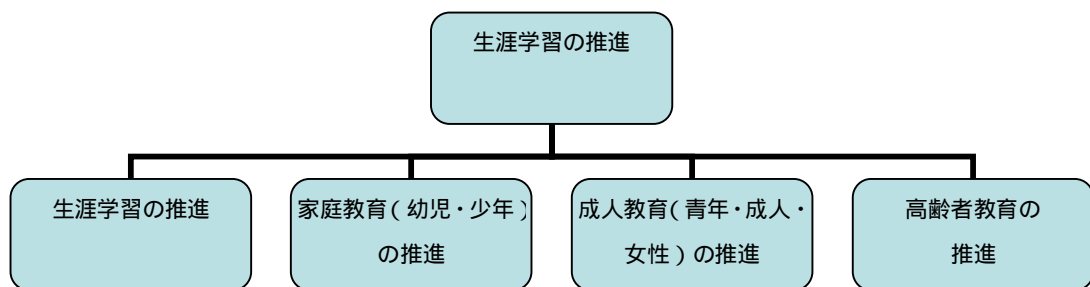 生涯学習の推進
生涯学習の推進
家庭教育(幼児・少年)
の推進
成人教育(青年・成人・
女性)の推進
高齢者教育の
推進